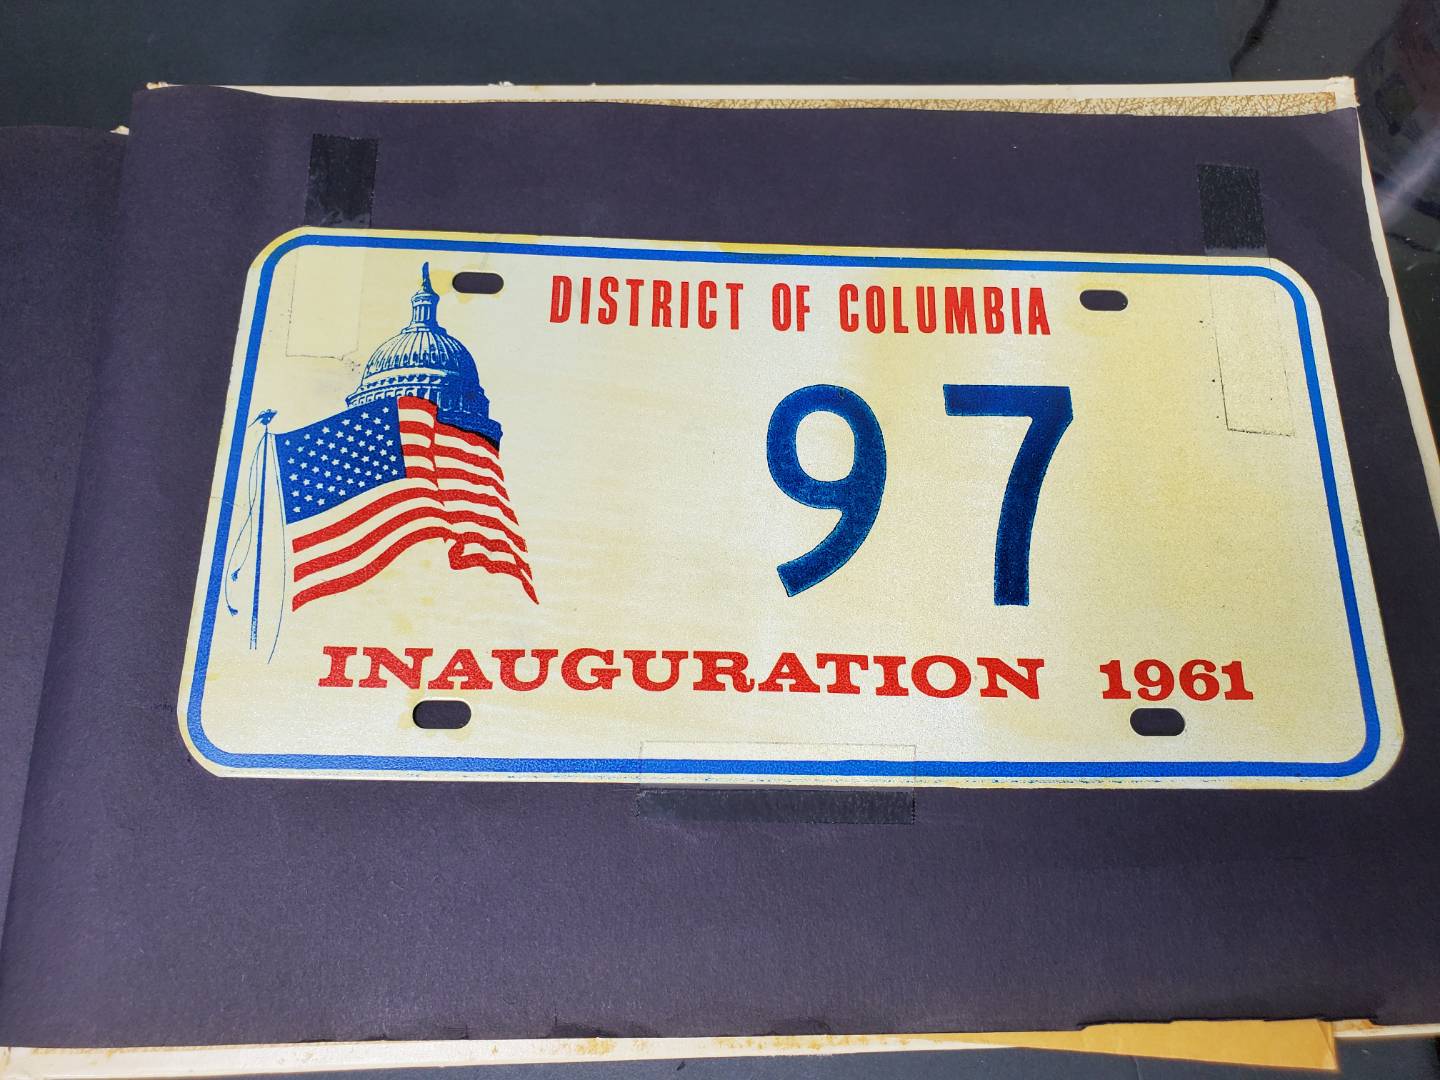 DISTRICT OF COLUMBIA
97
INAUGURATION 1961